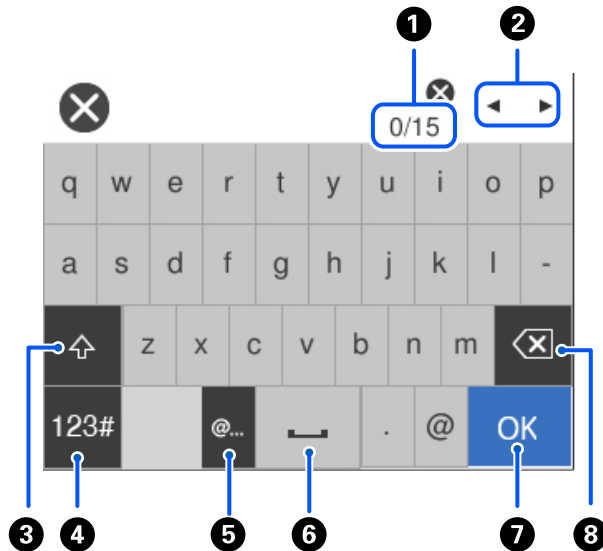 1 2
0/15
q w e r t y u i o p
a s d f g h j k l -
z x c v b n m
123# @... . @ OK
3 4 5 6 7 8